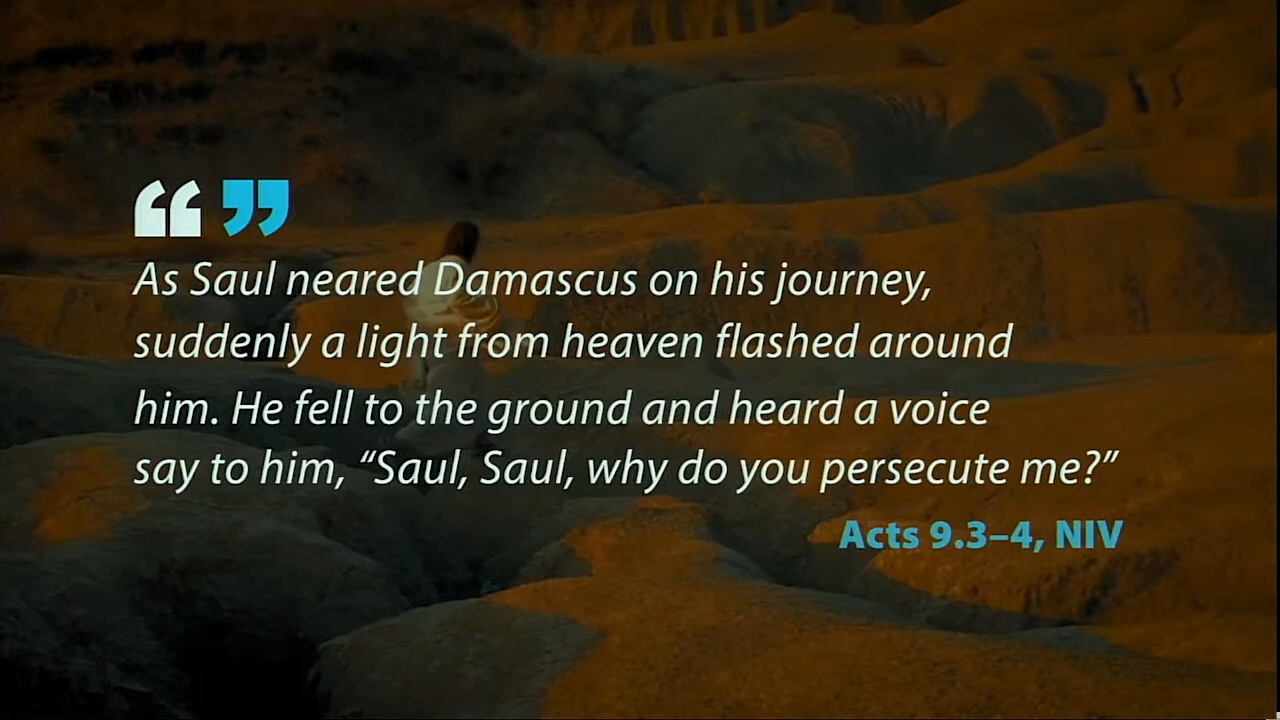 “ ”
As Saul neared Damascus on his journey,
suddenly a light from heaven flashed around
him. He fell to the ground and heard a voice
say to him, “Saul, Saul, why do you persecute me?”
Acts 9.3–4, NIV